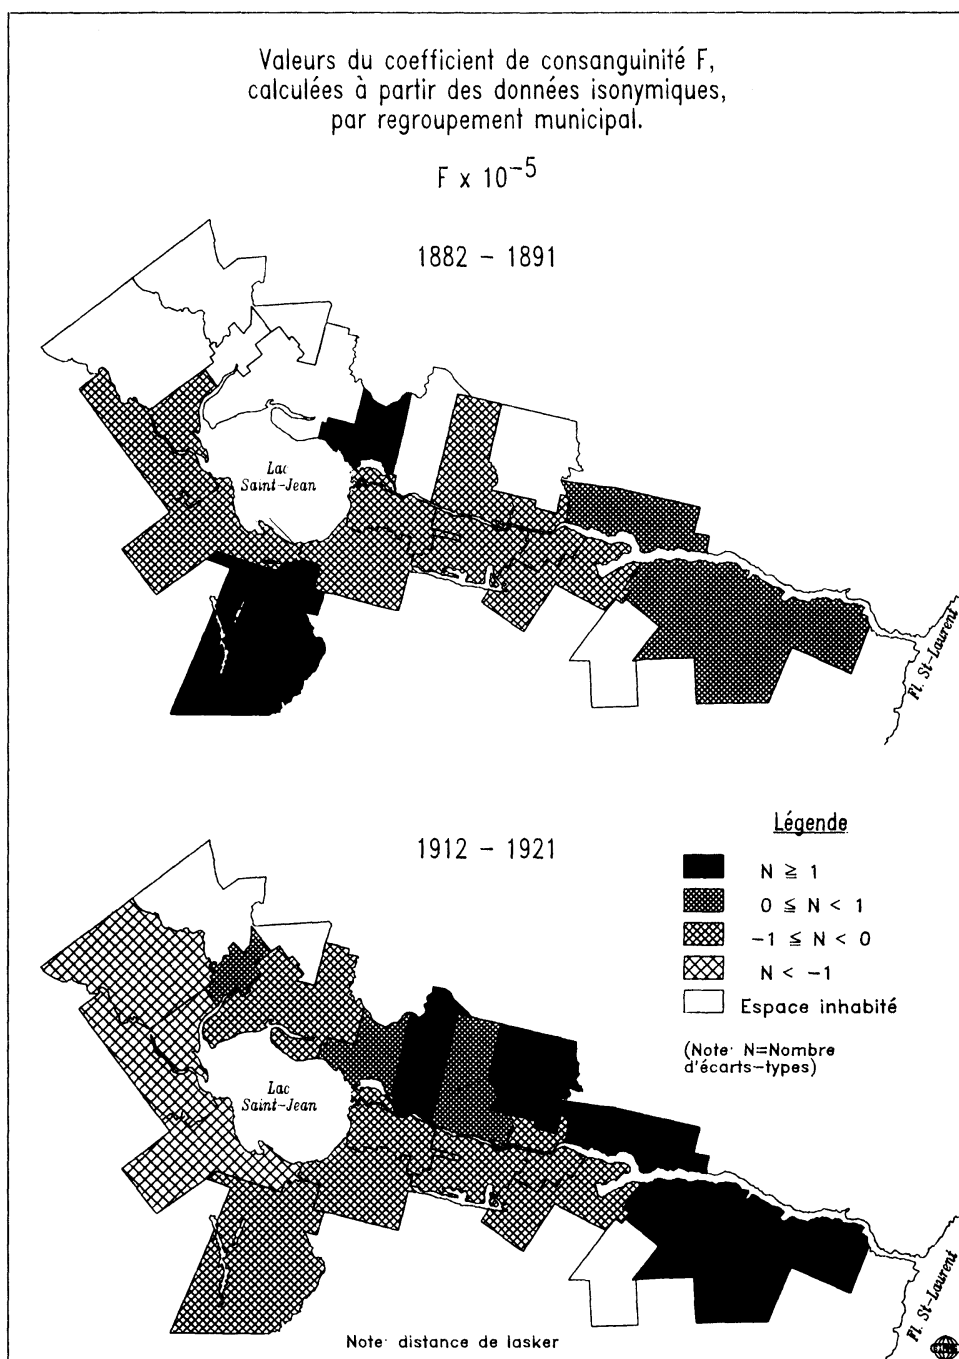 Valeurs du coefficient de consanguinité F,
calculées à partir des données isonymiques,
par regroupement municipal.
F x 10⁻⁵
1882 – 1891
Lac
Saint-Jean
Fl. St-Laurent
1912 – 1921
Légende
N ≧ 1
0 ≦ N < 1
-1 ≦ N < 0
N < -1
Espace inhabité
(Note: N=Nombre
d'écarts-types)
Lac
Saint-Jean
Fl. St-Laurent
Note: distance de lasker